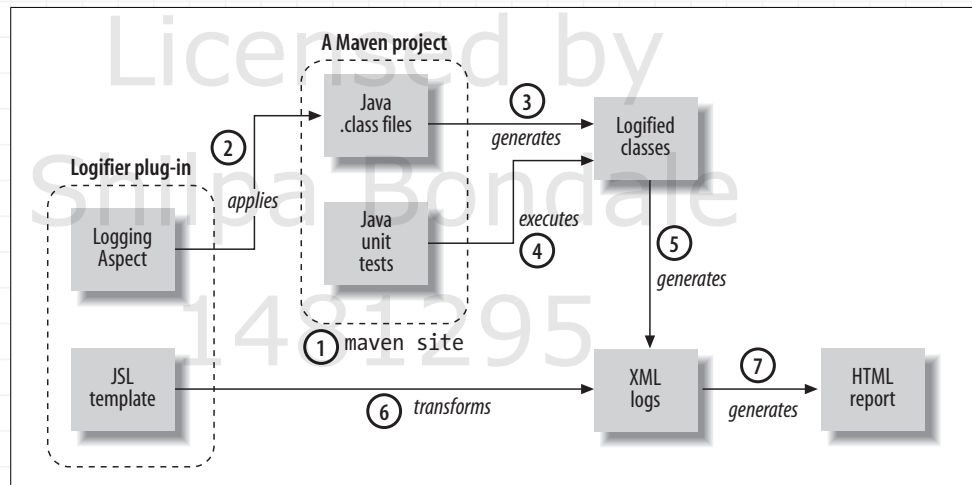 Licensed by
Shilpa Bondale
1481295
A Maven project
Java
.class files
3
generates
Logified
classes
2
applies
Logifier plug-in
Logging
Aspect
Java
unit
tests
executes
4
5
generates
1 maven site
JSL
template
6 transforms
XML
logs
7
generates
HTML
report